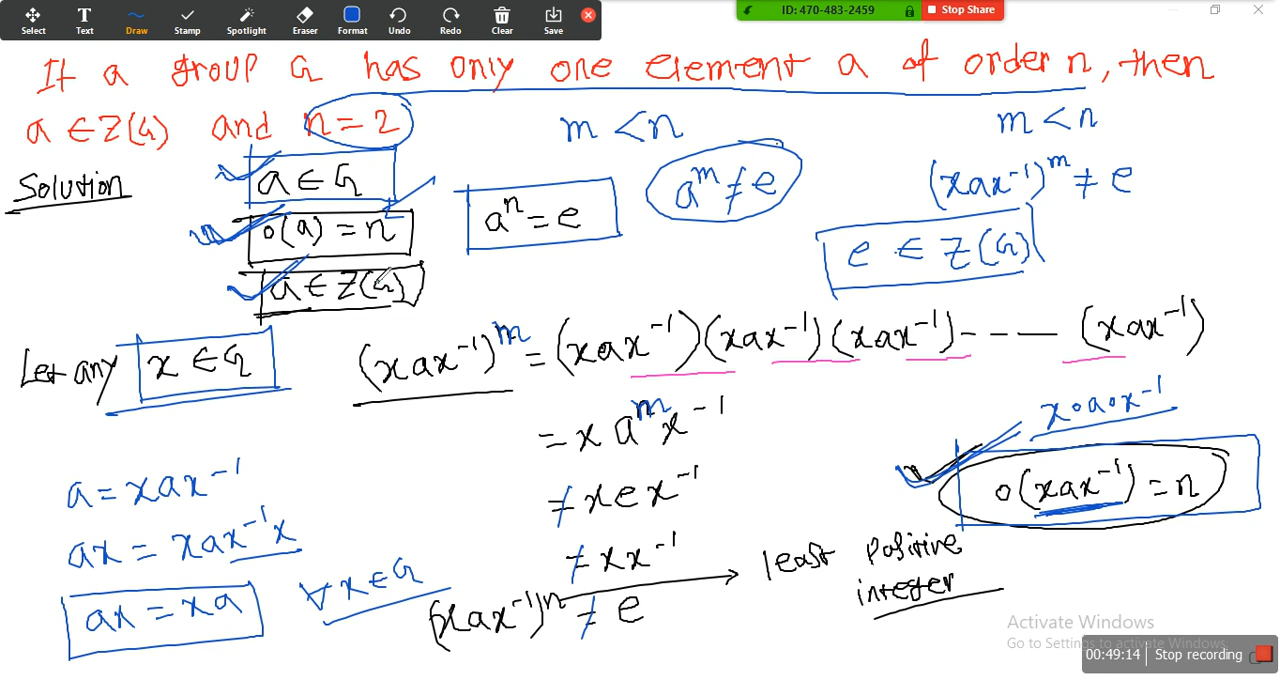 Select Text Draw Stamp Spotlight Eraser Format Undo Redo Clear Save
ID: 470-483-2459 Stop Share
If a group G has only one element a of order n, then
a ∈ Z(G) and n = 2
m < n
m < n
Solution
a ∈ G
o(a) = n
a ∈ Z(G)
aⁿ = e
aᵐ ≠ e
(xax⁻¹)ᵐ ≠ e
e ∈ Z(G)
Let any x ∈ G
(xax⁻¹)ᵐ = (xax⁻¹)(xax⁻¹)(xax⁻¹)---- — (xax⁻¹)
= x aᵐ x⁻¹
≠ x e x⁻¹
≠ xx⁻¹
(xax⁻¹)ⁿ ≠ e
least positive
integer
x∘a∘x⁻¹
o(xax⁻¹) = n
a = xax⁻¹
ax = xax⁻¹x
ax = xa ∀ x ∈ G
Activate Windows
Go to Settings to activate Windows.
00:49:14 Stop recording